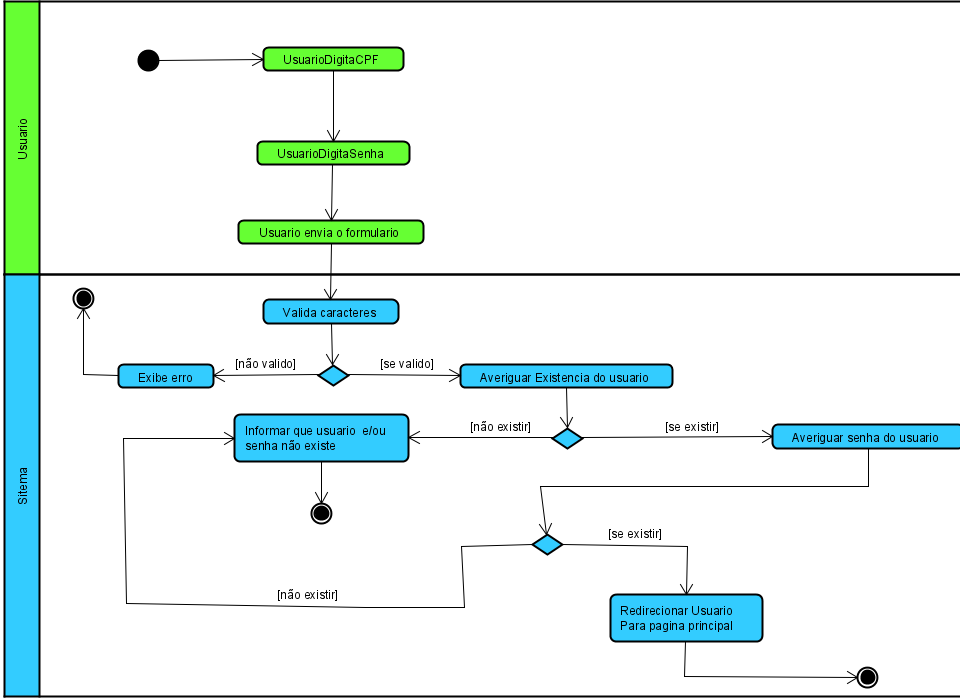 Usuario
UsuarioDigitaCPF
UsuarioDigitaSenha
Usuario envia o formulario
Sitema
Valida caracteres
[não valido]
[se valido]
Exibe erro
Averiguar Existencia do usuario
Informar que usuario e/ou
senha não existe
[não existir]
[se existir]
Averiguar senha do usuario
[se existir]
[não existir]
Redirecionar Usuario
Para pagina principal